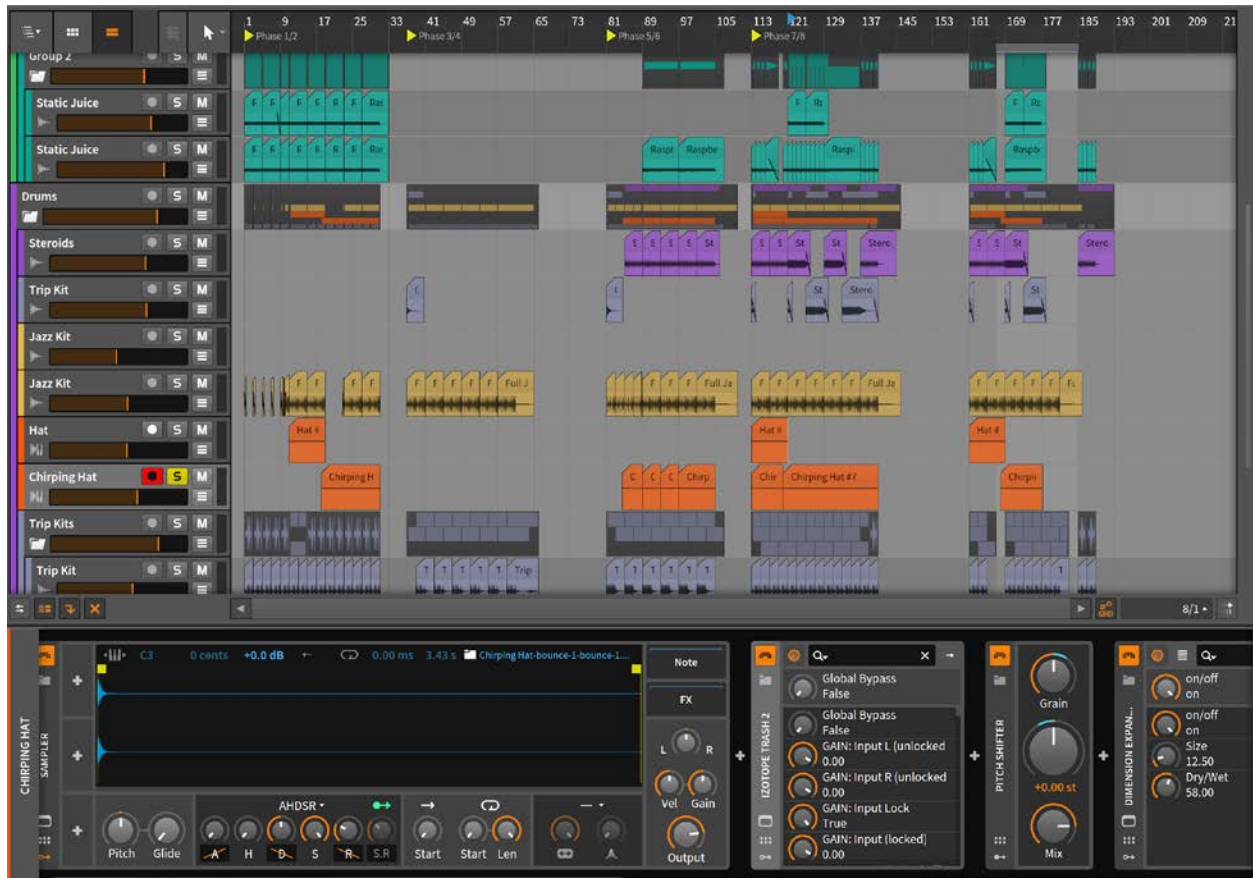 1 9 17 25 33 41 49 57 65 73 81 89 97 105 113 121 129 137 145 153 161 169 177 185 193 201 209 21
Phase 1/2 Phase 3/4 Phase 5/6 Phase 7/8
Group 2 S M
Static Juice S M F F F F F F Ras F Ra F Ra
Static Juice S M F F F F F F Ras Raspl Raspbe Raspl Raspb
Drums S M
Steroids S M S S S S St S S St St Sterc S S St Sterc
Trip Kit S M St Sterc St
Jazz Kit S M
Jazz Kit S M F F F F F F F F F Full J F F F Full Ja F F F F F F Full Ja F F F F F
Hat S M Hat # Hat # Hat #
Chirping Hat S M Chirping H C C C Chirp Chir Chirping Hat #7 Chirpi
Trip Kits S M
Trip Kit S M T T T T Trip T T T T T T T
8/1
CHIRPING HAT
SAMPLER
C3 0 cents +0.0 dB 0.00 ms 3.43 s Chirping Hat-bounce-1-bounce-1....
Note
FX
L R
Vel Gain
Output
AHDSR
Pitch Glide A H D S R S.R Start Start Len
IZOTOPE TRASH 2
Global Bypass
False
Global Bypass
False
GAIN: Input L (unlocked
0.00
GAIN: Input R (unlocked
0.00
GAIN: Input Lock
True
GAIN: Input (locked)
0.00
PITCH SHIFTER
Grain
+0.00 st
Mix
DIMENSION EXPAN...
on/off
on
on/off
on
Size
12.50
Dry/Wet
58.00